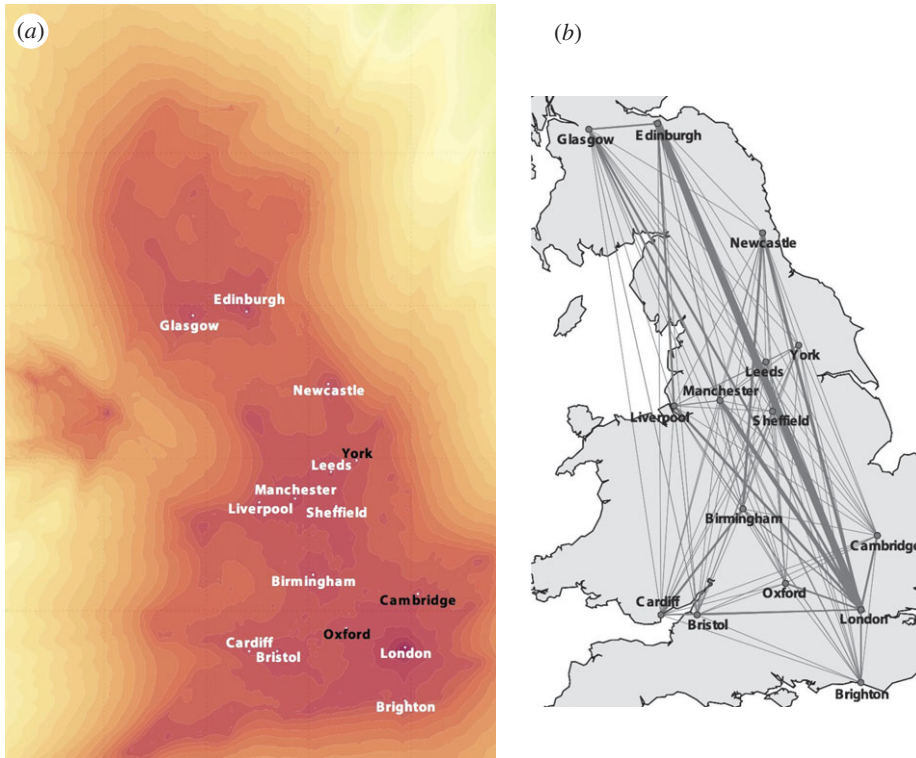 (a)
Edinburgh
Glasgow
Newcastle
York
Leeds
Manchester
Liverpool
Sheffield
Birmingham
Cambridge
Oxford
Cardiff
Bristol
London
Brighton
(b)
Glasgow
Edinburgh
Newcastle
York
Leeds
Manchester
Liverpool
Sheffield
Birmingham
Cambridge
Oxford
Cardiff
Bristol
London
Brighton